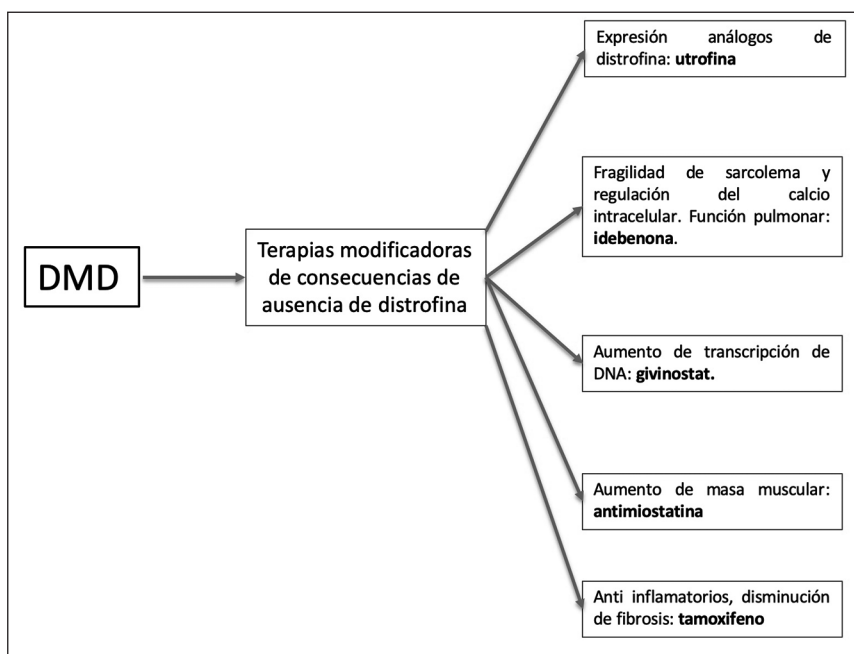 DMD
Terapias modificadoras
de consecuencias de
ausencia de distrofina
Expresión análogos de
distrofina: utrofina
Fragilidad de sarcolema y
regulación del calcio
intracelular. Función pulmonar:
idebenona.
Aumento de transcripción de
DNA: givinostat.
Aumento de masa muscular:
antimiostatina
Anti inflamatorios, disminución
de fibrosis: tamoxifeno